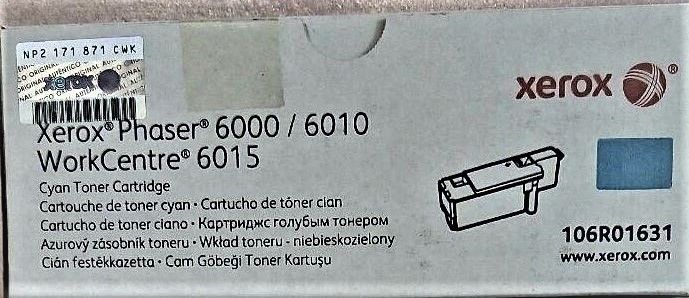 NP2 171 871 CWK
xerox
xerox®
Xerox® Phaser® 6000 / 6010
WorkCentre® 6015
Cyan Toner Cartridge
Cartouche de toner cyan • Cartucho de tóner cian
Cartucho de toner ciano • Картридж с голубым тонером
Azurový zásobník toneru • Wkład toneru - niebieskozielony
Cián festékkazetta • Cam Göbeği Toner Kartuşu
106R01631
www.xerox.com